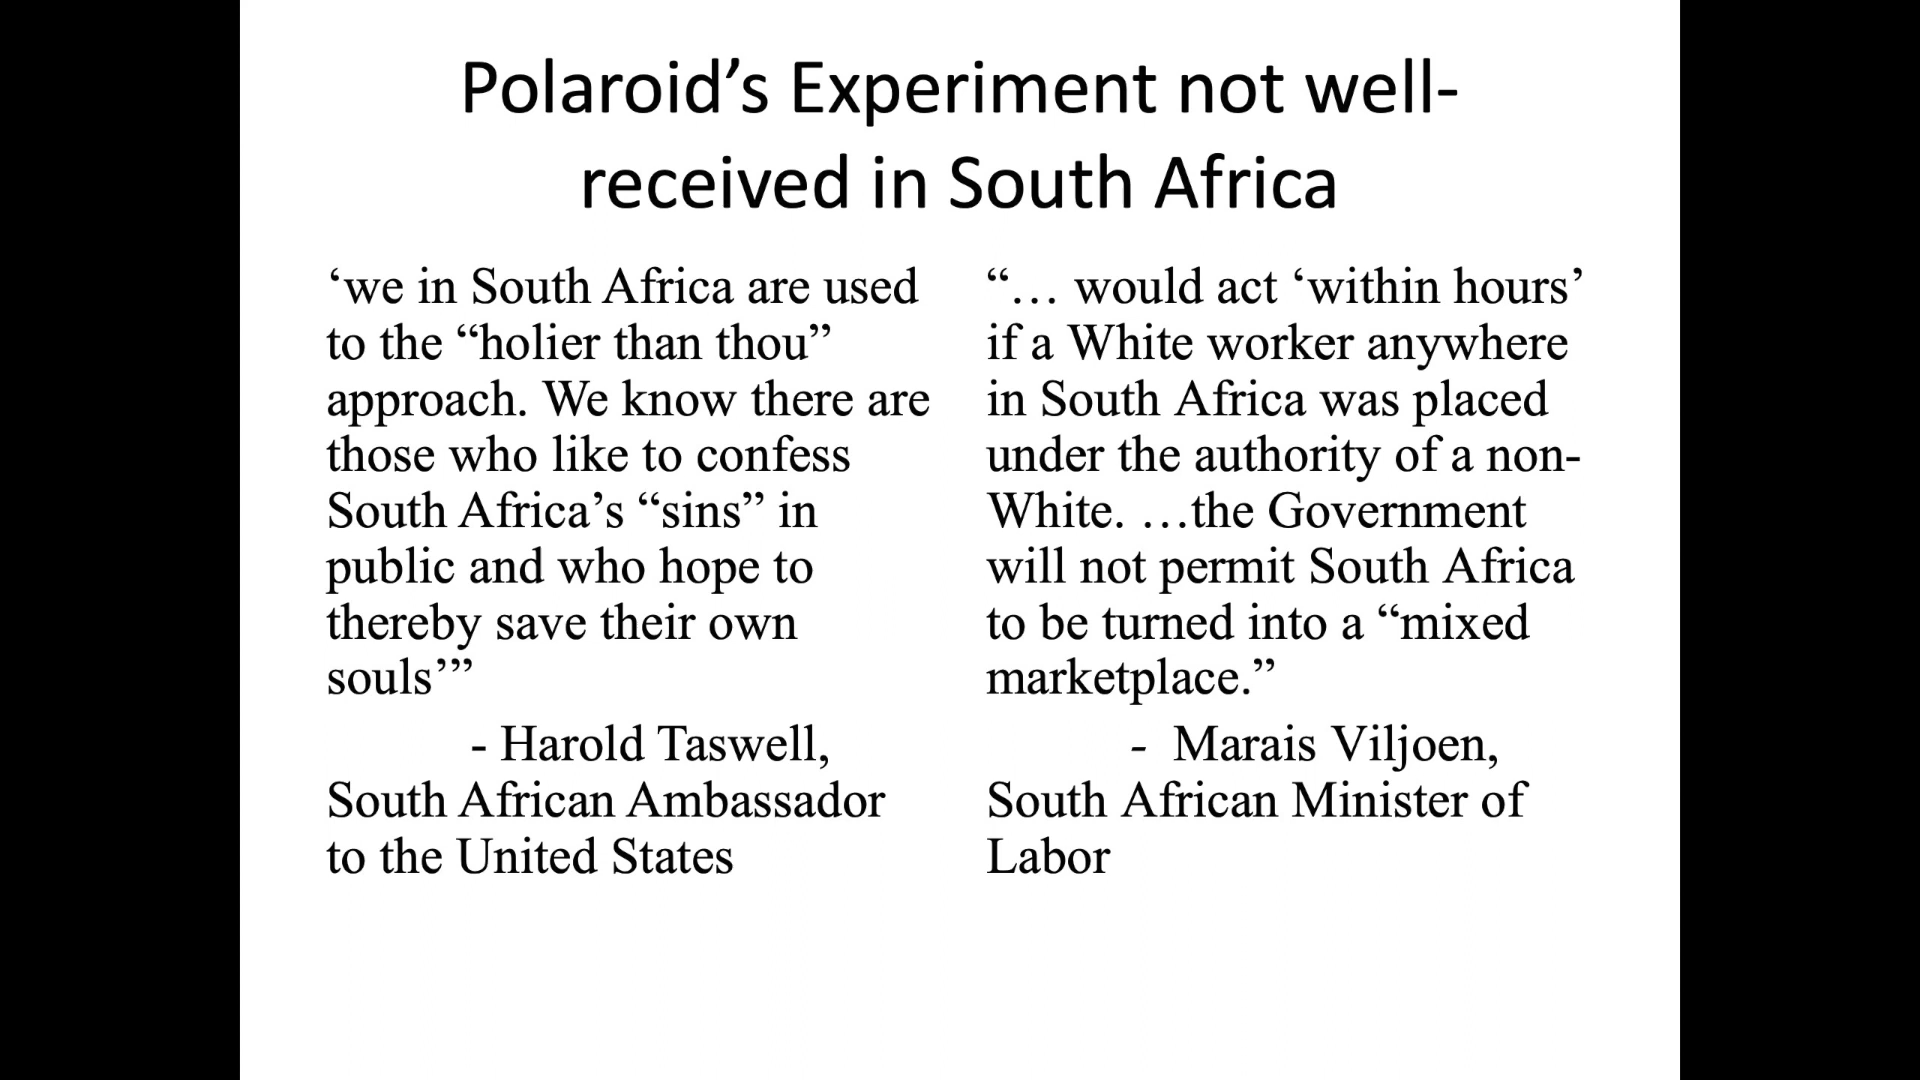 Polaroid’s Experiment not well-
received in South Africa
‘we in South Africa are used
to the “holier than thou”
approach. We know there are
those who like to confess
South Africa’s “sins” in
public and who hope to
thereby save their own
souls’”
- Harold Taswell,
South African Ambassador
to the United States
“… would act ‘within hours’
if a White worker anywhere
in South Africa was placed
under the authority of a non-
White. …the Government
will not permit South Africa
to be turned into a “mixed
marketplace.”
- Marais Viljoen,
South African Minister of
Labor